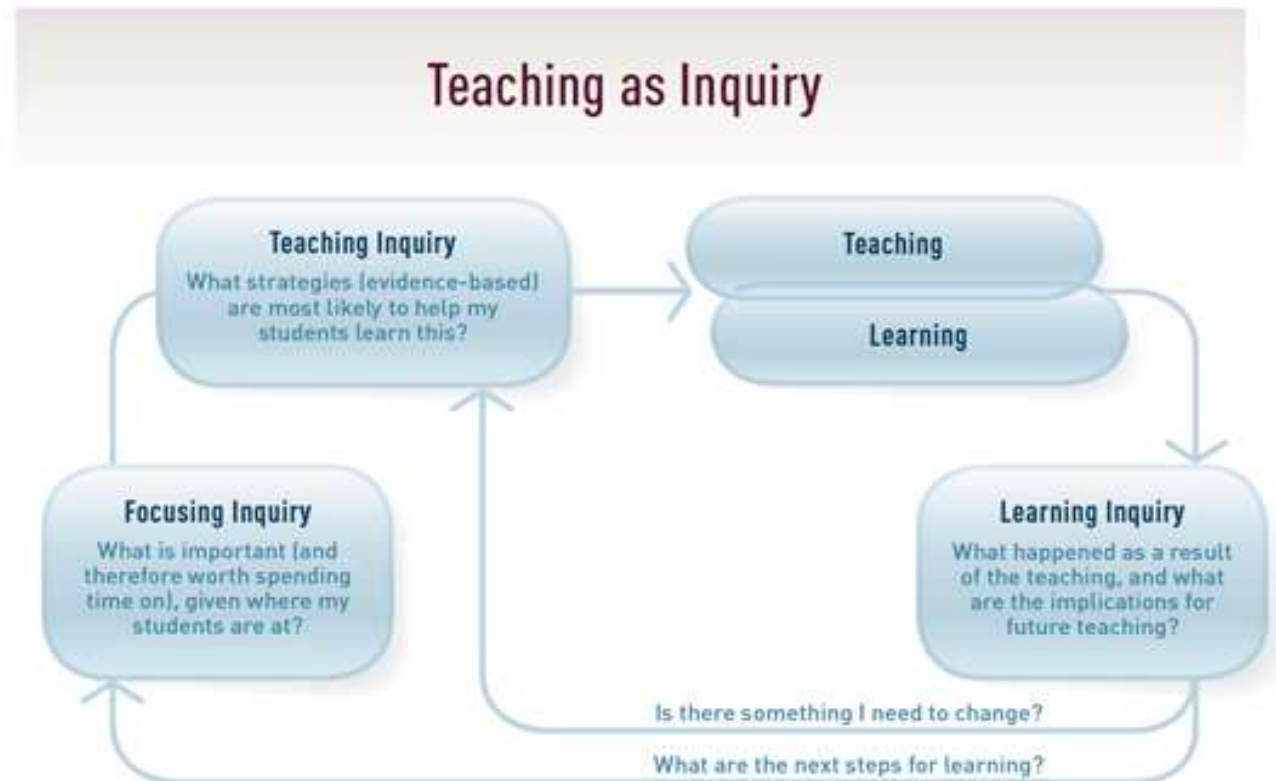 Teaching as Inquiry
Teaching Inquiry
What strategies (evidence-based)
are most likely to help my
students learn this?
Teaching
Learning
Focusing Inquiry
What is important (and
therefore worth spending
time on), given where my
students are at?
Learning Inquiry
What happened as a result
of the teaching, and what
are the implications for
future teaching?
Is there something I need to change?
What are the next steps for learning?